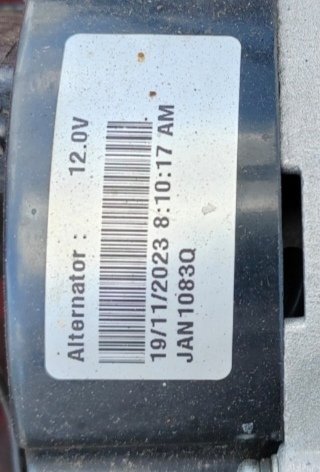 Alternator : 12.0V
19/11/2023 8:10:17 AM
JAN1083Q